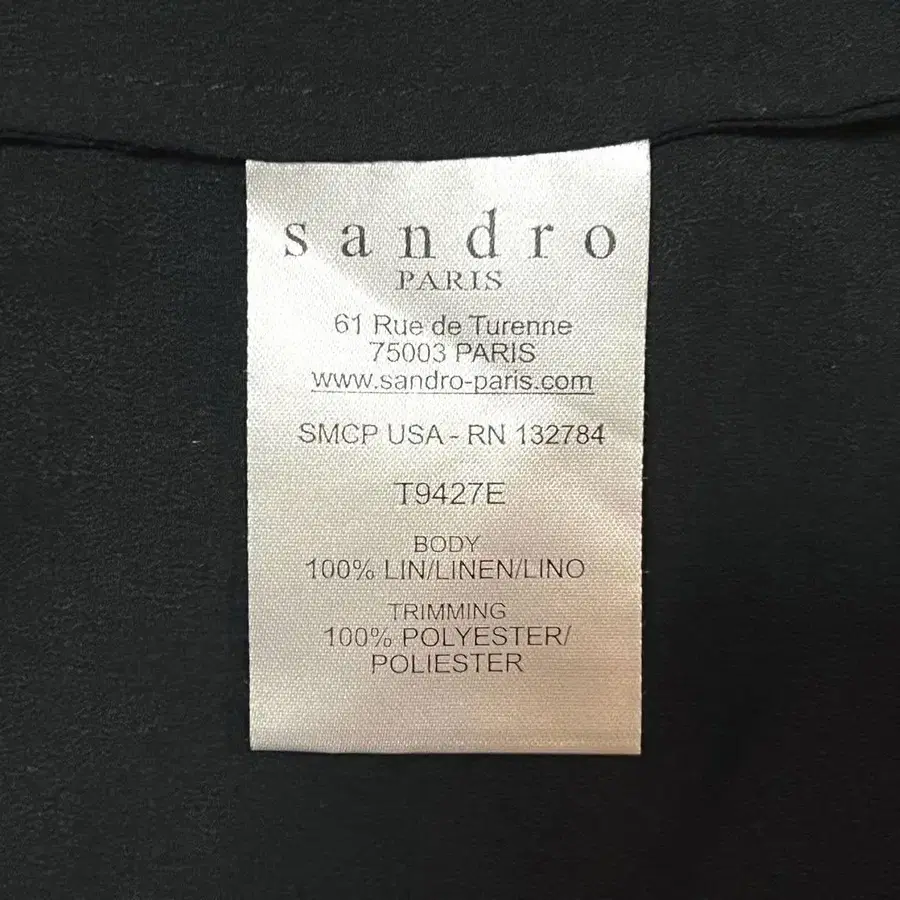 sandro
PARIS
61 Rue de Turenne
75003 PARIS
www.sandro-paris.com
SMCP USA - RN 132784
T9427E
BODY
100% LIN/LINEN/LINO
TRIMMING
100% POLYESTER/
POLIESTER